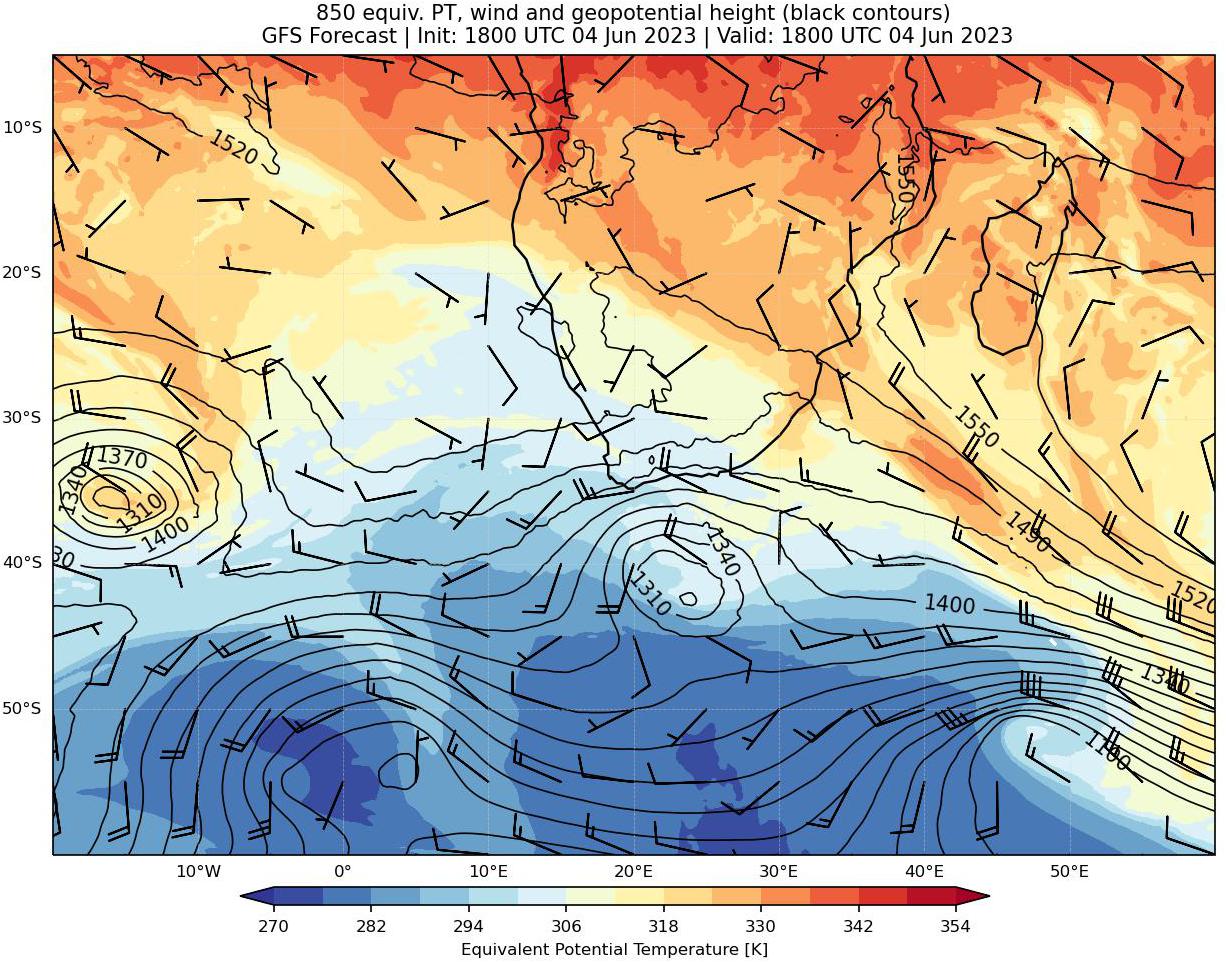 850 equiv. PT, wind and geopotential height (black contours)
GFS Forecast | Init: 1800 UTC 04 Jun 2023 | Valid: 1800 UTC 04 Jun 2023
10°S
1520
1550
20°S
30°S
1550
1370
1340
1310
1400
1490
1340
30
40°S
1310
1520
1400
50°S
1100
10°W
0°
10°E
20°E
30°E
40°E
50°E
270
282
294
306
318
330
342
354
Equivalent Potential Temperature [K]